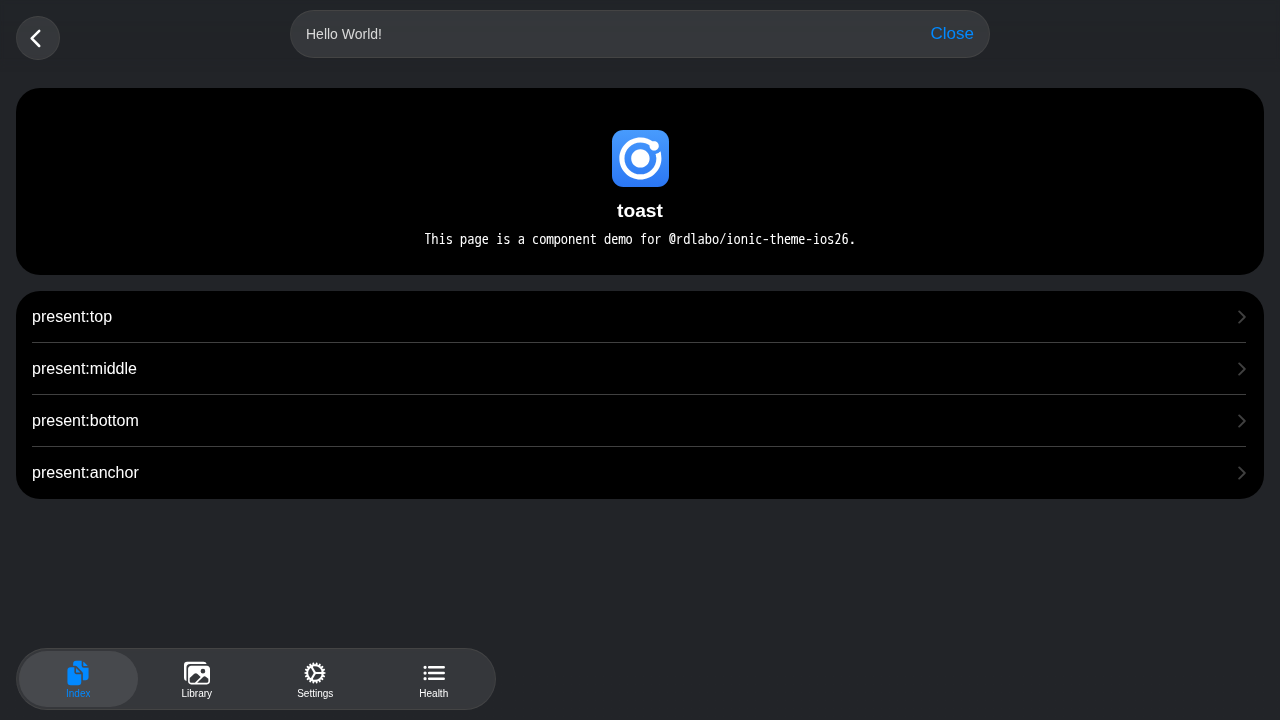 Hello World!
Close
toast
This page is a component demo for @rdlabo/ionic-theme-ios26.
present:top
present:middle
present:bottom
present:anchor
Index
Library
Settings
Health